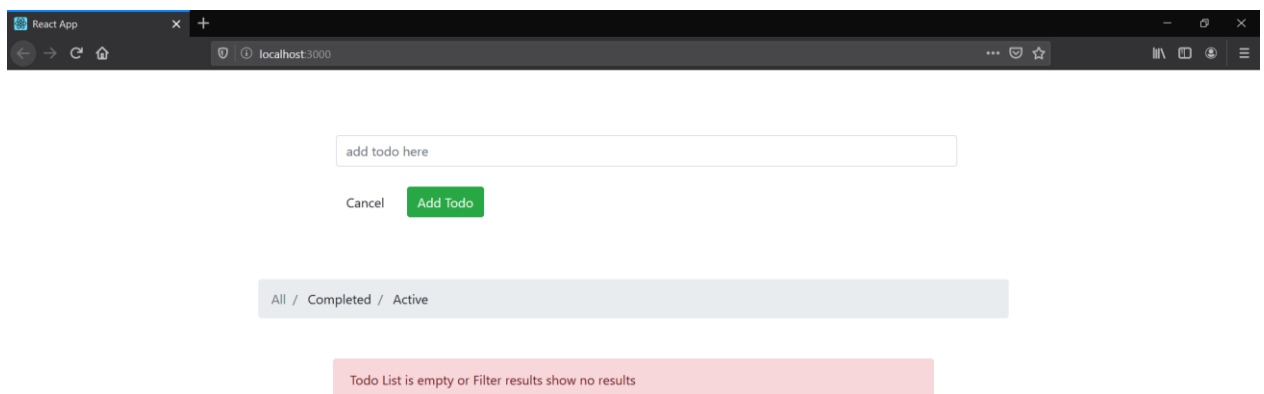 React App
localhost:3000
add todo here
Cancel Add Todo
All / Completed / Active
Todo List is empty or Filter results show no results